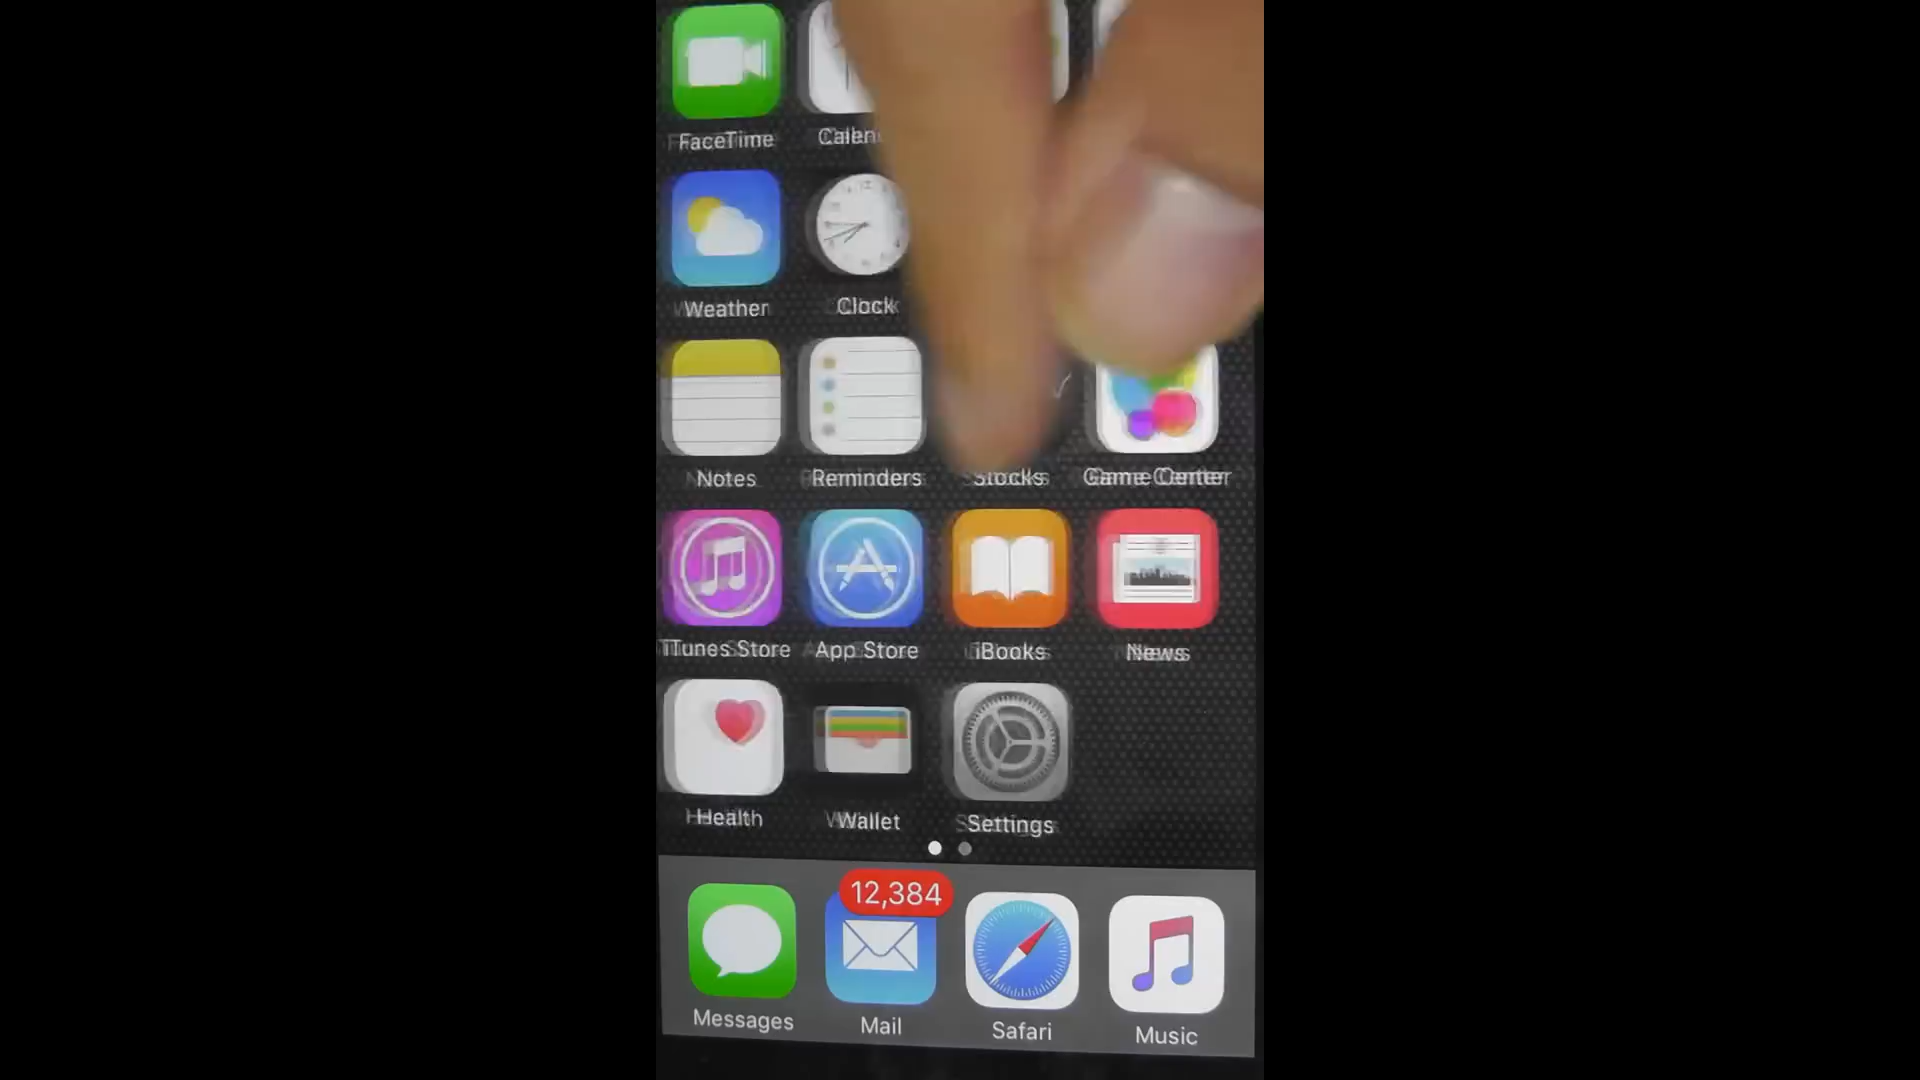 FaceTime
Weather Clock
Notes Reminders Stocks Game Center
iTunes Store App Store iBooks News
Health Wallet Settings
12,384
Messages Mail Safari Music